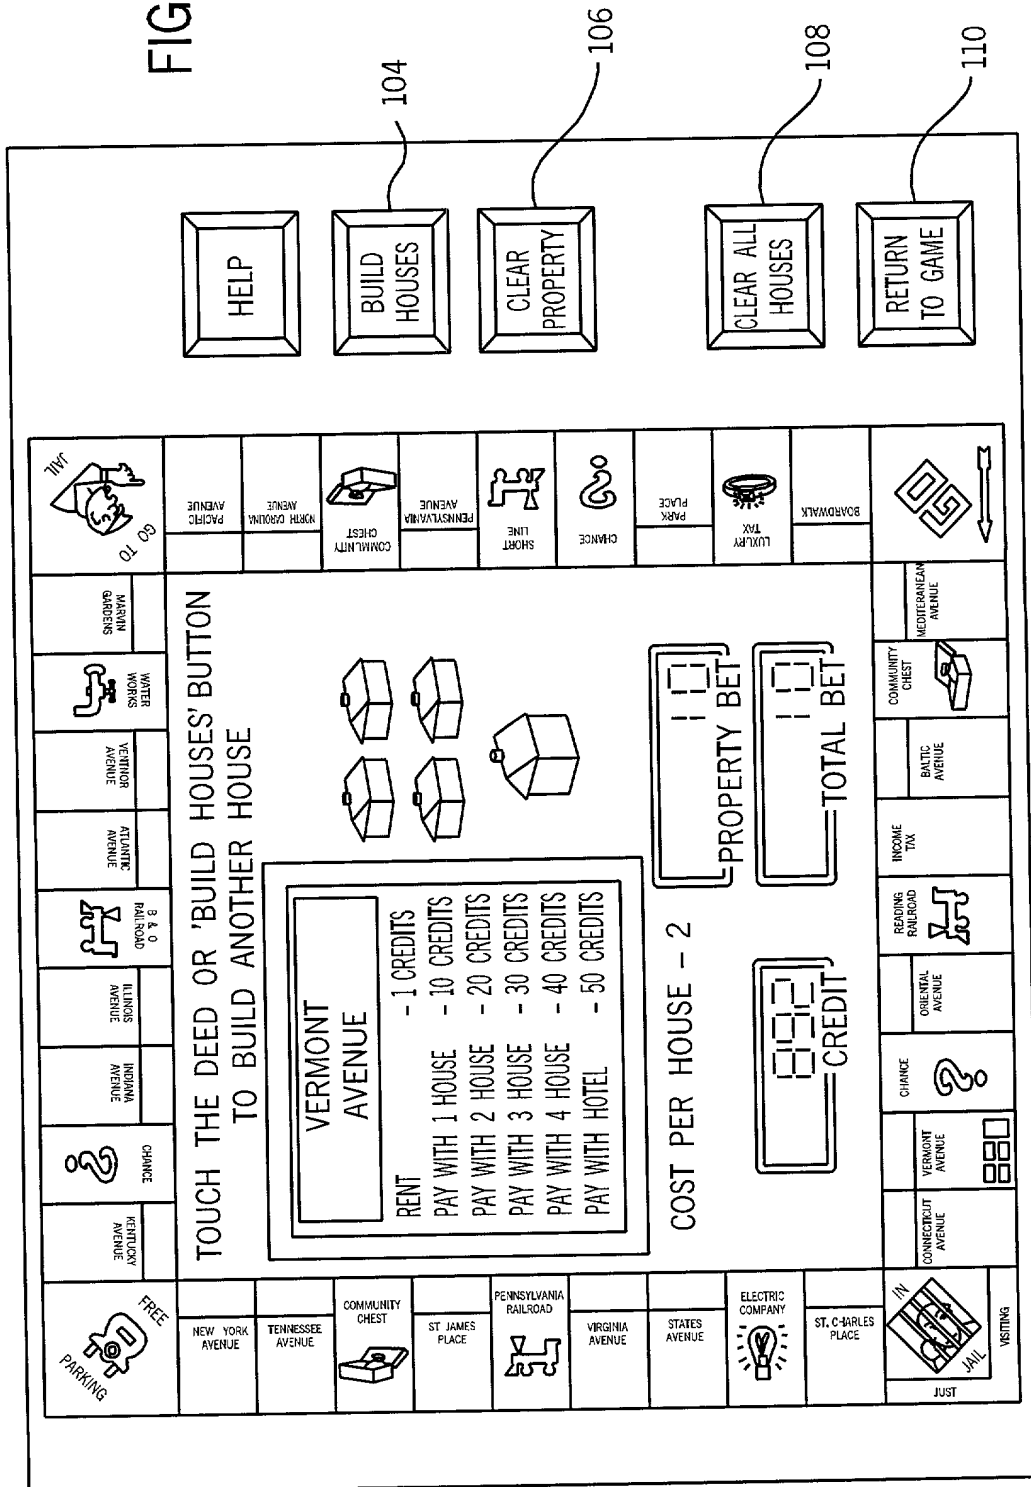 FIG
FREE
PARKING
KENTUCKY
AVENUE
CHANCE
INDIANA
AVENUE
ILLINOIS
AVENUE
B & O
RAILROAD
ATLANTIC
AVENUE
VENTNOR
AVENUE
WATER
WORKS
MARVIN
GARDENS
GO TO
JAIL
NEW YORK
AVENUE
TENNESSEE
AVENUE
COMMUNITY
CHEST
ST JAMES
PLACE
PENNSYLVANIA
RAILROAD
VIRGINIA
AVENUE
STATES
AVENUE
ELECTRIC
COMPANY
ST. CHARLES
PLACE
TOUCH THE DEED OR 'BUILD HOUSES' BUTTON
TO BUILD ANOTHER HOUSE
VERMONT
AVENUE
RENT - 1 CREDITS
PAY WITH 1 HOUSE - 10 CREDITS
PAY WITH 2 HOUSE - 20 CREDITS
PAY WITH 3 HOUSE - 30 CREDITS
PAY WITH 4 HOUSE - 40 CREDITS
PAY WITH HOTEL - 50 CREDITS
COST PER HOUSE - 2
10
PROPERTY BET
CREDIT
10
TOTAL BET
PACIFIC
AVENUE
NORTH CAROLINA
AVENUE
COMMUNITY
CHEST
PENNSYLVANIA
AVENUE
SHORT
LINE
CHANCE
PARK
PLACE
LUXURY
TAX
BOARDWALK
IN
JAIL
JUST
VISITING
CONNECTICUT
AVENUE
VERMONT
AVENUE
CHANCE
ORIENTAL
AVENUE
READING
RAILROAD
INCOME
TAX
BALTIC
AVENUE
COMMUNITY
CHEST
MEDITERANEAN
AVENUE
GO
HELP
BUILD
HOUSES
104
CLEAR
PROPERTY
106
CLEAR ALL
HOUSES
108
RETURN
TO GAME
110